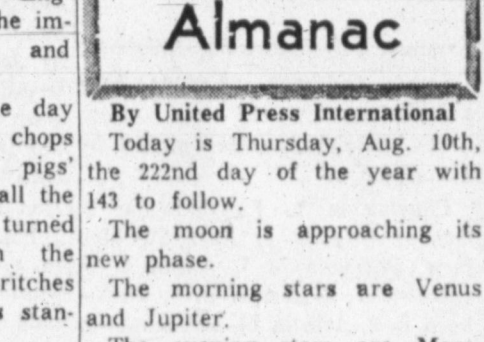 he im-
and
e day
chops
pigs'
all the
turned
the
ritches
stan-
Almanac
By United Press International
Today is Thursday, Aug. 10th,
the 222nd day of the year with
143 to follow.
The moon is approaching its
new phase.
The morning stars are Venus
and Jupiter.